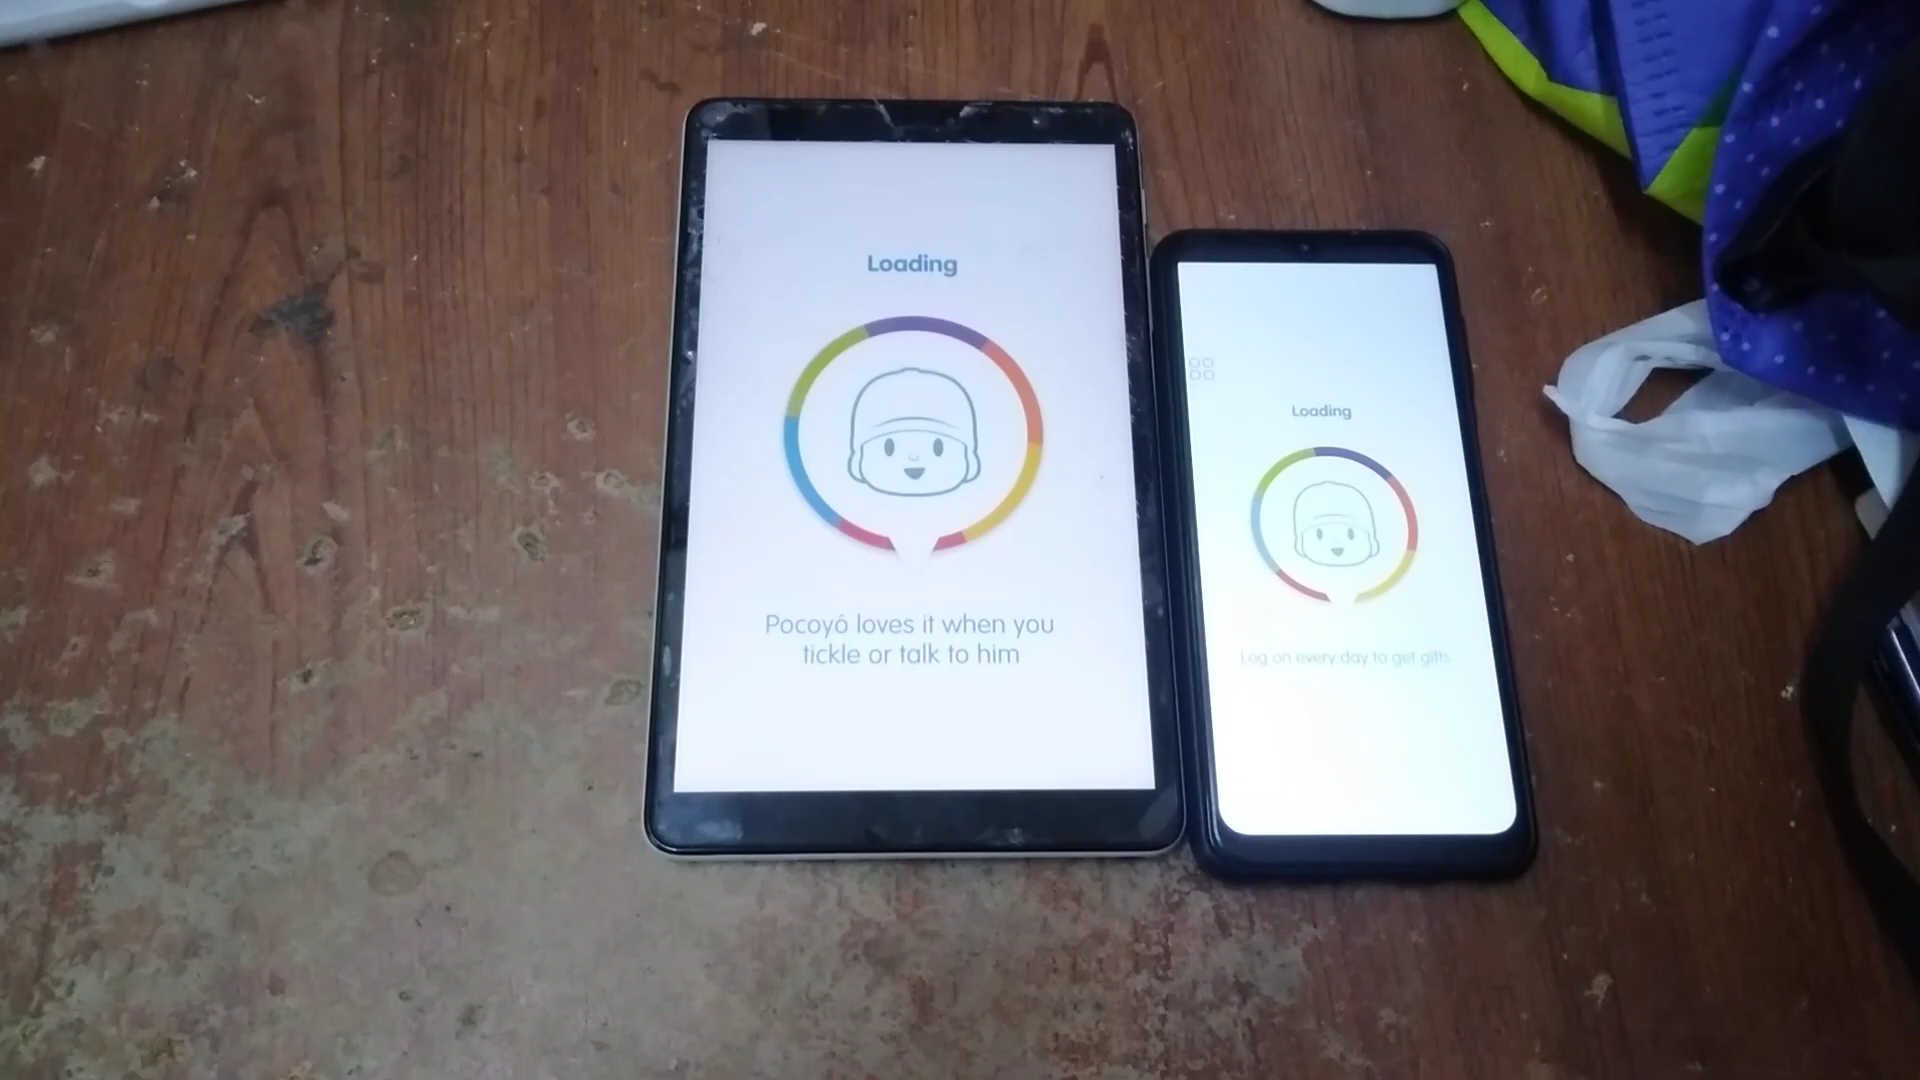 Loading
Pocoyó loves it when you
tickle or talk to him
Loading
Log on every day to get gifts